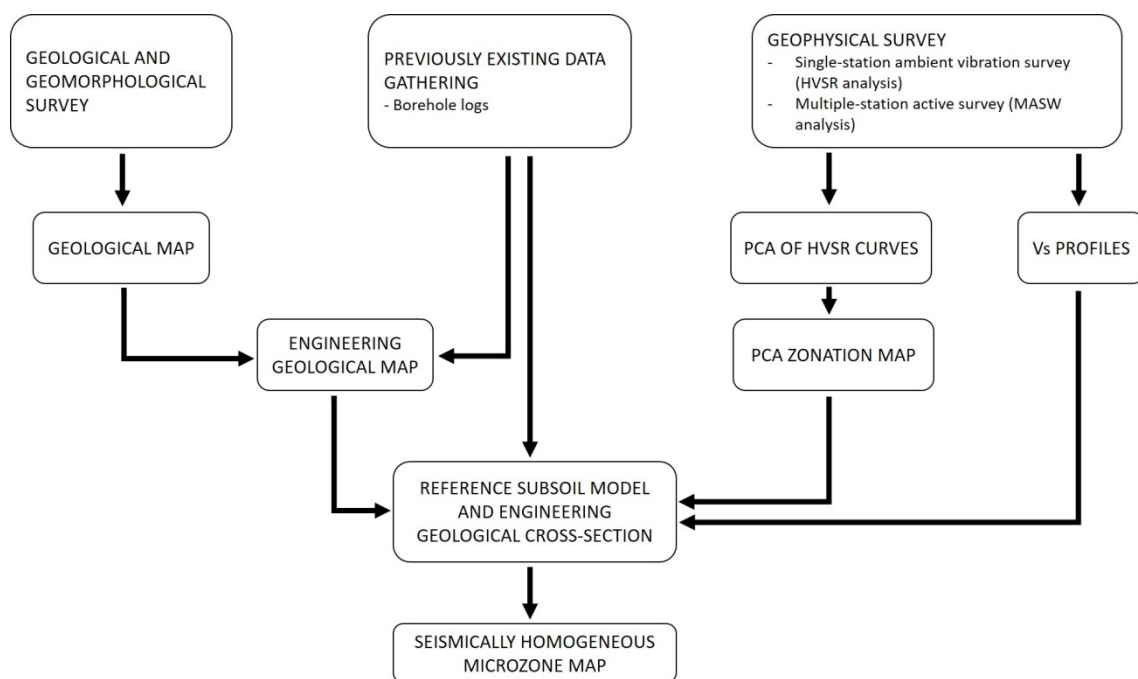 GEOLOGICAL AND
GEOMORPHOLOGICAL
SURVEY
PREVIOUSLY EXISTING DATA
GATHERING
- Borehole logs
GEOPHYSICAL SURVEY
- Single-station ambient vibration survey
(HVSR analysis)
- Multiple-station active survey (MASW
analysis)
GEOLOGICAL MAP
PCA OF HVSR CURVES
Vs PROFILES
ENGINEERING
GEOLOGICAL MAP
PCA ZONATION MAP
REFERENCE SUBSOIL MODEL
AND ENGINEERING
GEOLOGICAL CROSS-SECTION
SEISMICALLY HOMOGENEOUS
MICROZONE MAP